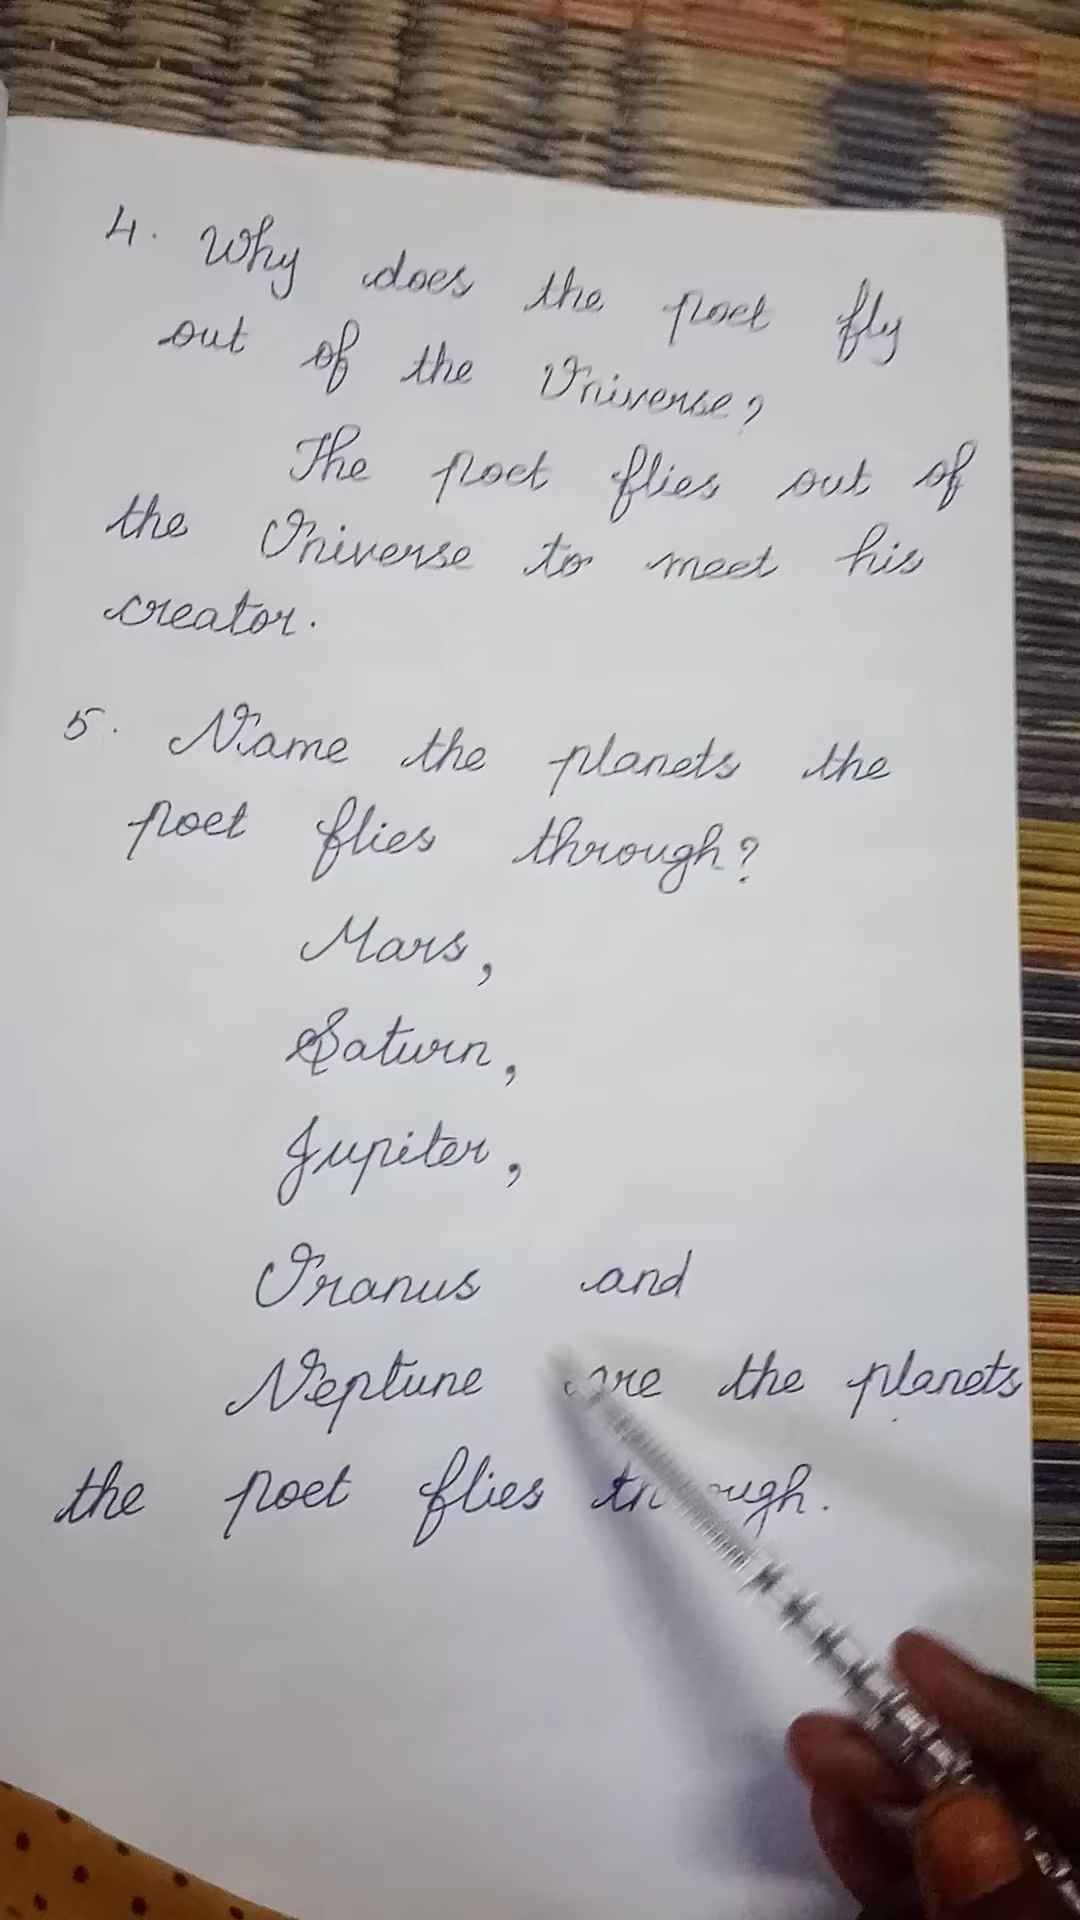 4. Why does the poet fly
out of the Universe?
The poet flies out of
the Universe to meet his
creator.
5. Name the planets the
poet flies through?
Mars,
Saturn,
Jupiter,
Uranus and
Neptune are the planets
the poet flies through.